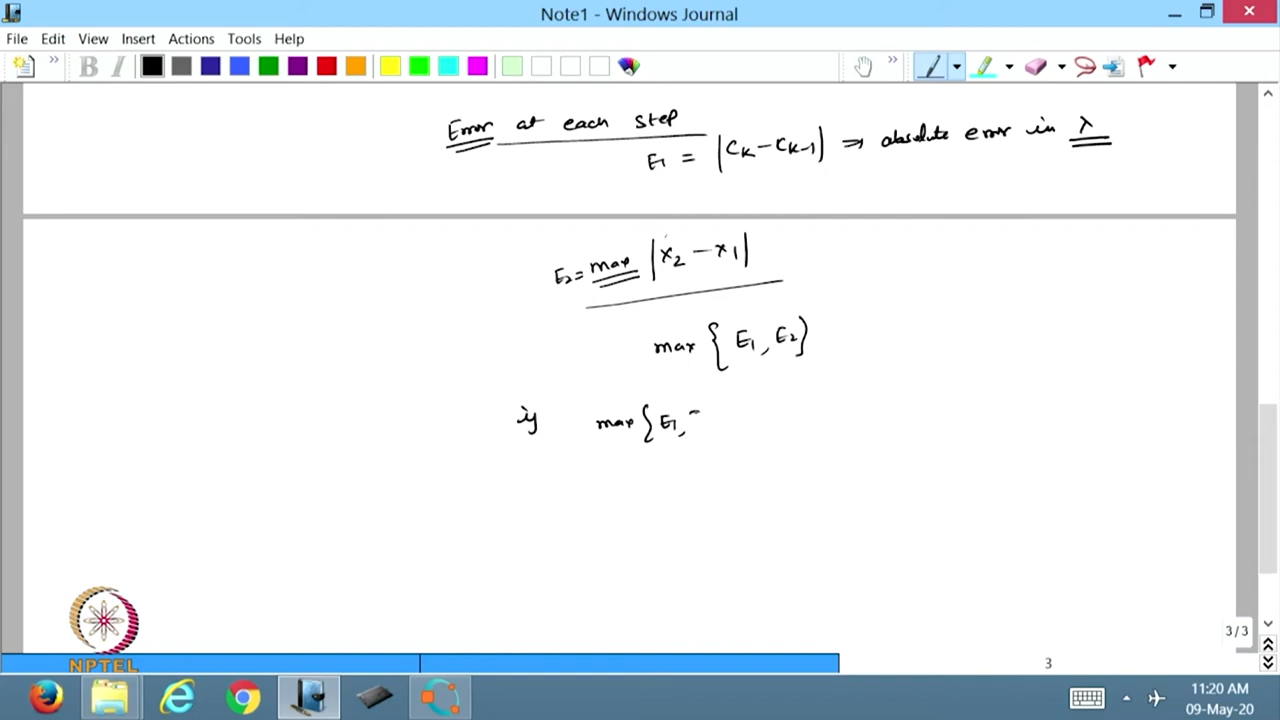 Note1 - Windows Journal
File Edit View Insert Actions Tools Help
B I
Error at each step
E1 = |CK - CK-1| ⇒ absolute error in λ
E2 = max |x2 - x1|
max { E1, E2}
if max { E1,
3 / 3
NPTEL
3
11:20 AM
09-May-20